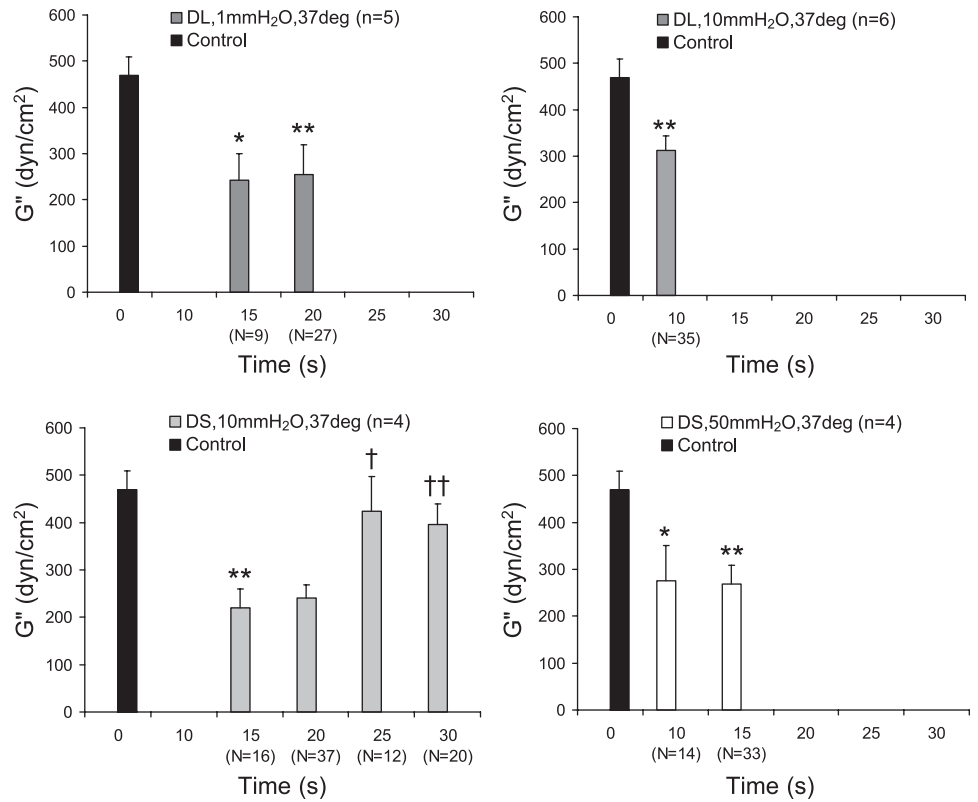 DL,1mmH₂O,37deg (n=5)
Control
600
500
400
300
200
100
0
G" (dyn/cm²)
*
**
0 10 15 20 25 30
(N=9) (N=27)
Time (s)
DL,10mmH₂O,37deg (n=6)
Control
600
500
400
300
200
100
0
G" (dyn/cm²)
**
0 10 15 20 25 30
(N=35)
Time (s)
DS,10mmH₂O,37deg (n=4)
Control
600
500
400
300
200
100
0
G" (dyn/cm²)
**
†
††
0 10 15 20 25 30
(N=16) (N=37) (N=12) (N=20)
Time (s)
DS,50mmH₂O,37deg (n=4)
Control
600
500
400
300
200
100
0
G" (dyn/cm²)
*
**
0 10 15 20 20 30
(N=14) (N=33)
Time (s)